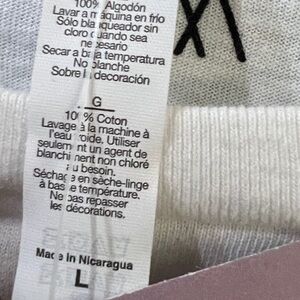 100% Algodón
Lavar a máquina en frío
Sólo blanqueador sin
cloro cuando sea
necesario
Secar a baja temperatura
No planche
Sobre la decoración
G
100% Coton
Lavage à la machine à
l'eau froide. Utiliser
seulement un agent de
blanchiment non chloré
au besoin.
Séchage en sèche-linge
à basse température.
Ne pas repasser
les décorations.
Made in Nicaragua
L